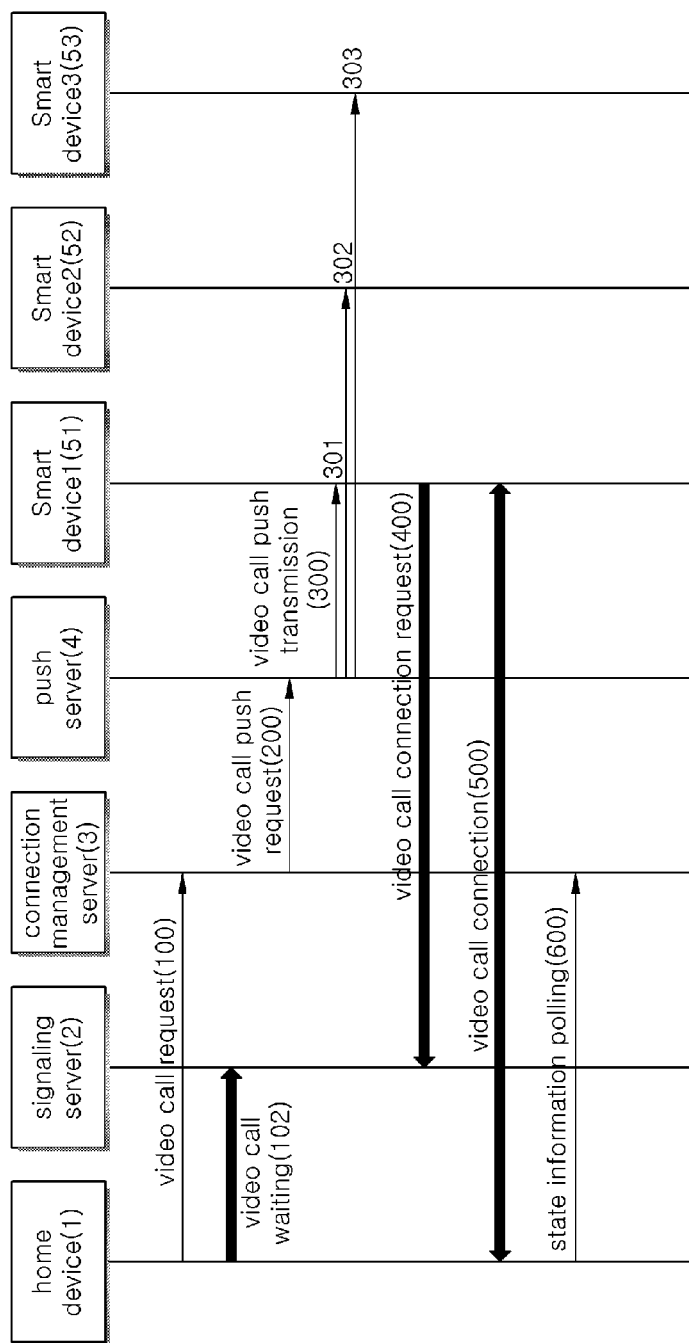 home
device(1)
signaling
server(2)
connection
management
server(3)
push
server(4)
Smart
device1(51)
Smart
device2(52)
Smart
device3(53)
video call request(100)
video call
waiting(102)
video call push
request(200)
video call push
transmission
(300)
301
302
303
video call connection request(400)
video call connection(500)
state information polling(600)